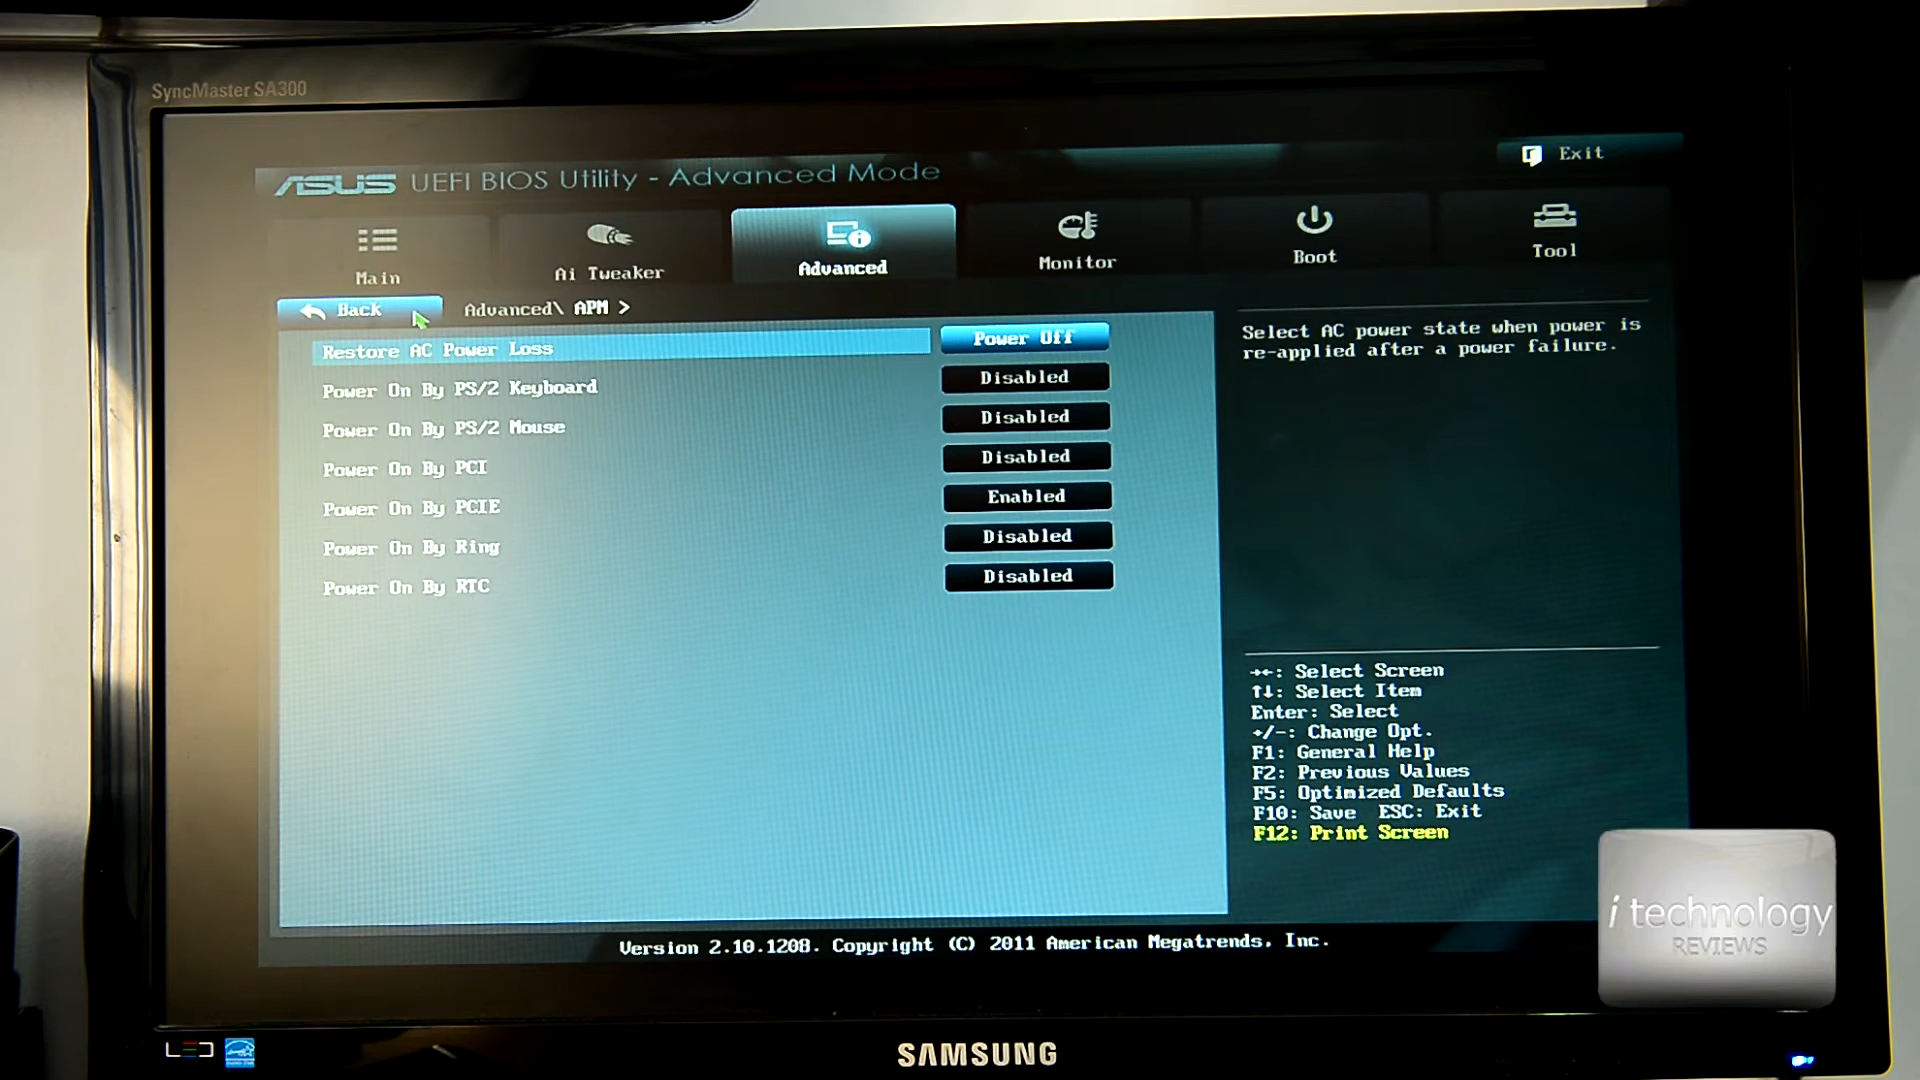 SyncMaster SA300
ASUS UEFI BIOS Utility - Advanced Mode
Exit
Main
Ai Tweaker
Advanced
Monitor
Boot
Tool
Back
Advanced\ APM >
Restore AC Power Loss Power Off
Power On By PS/2 Keyboard Disabled
Power On By PS/2 Mouse Disabled
Power On By PCI Disabled
Power On By PCIE Enabled
Power On By Ring Disabled
Power On By RTC Disabled
Select AC power state when power is
re-applied after a power failure.
→←: Select Screen
↑↓: Select Item
Enter: Select
+/-: Change Opt.
F1: General Help
F2: Previous Values
F5: Optimized Defaults
F10: Save ESC: Exit
F12: Print Screen
Version 2.10.1208. Copyright (C) 2011 American Megatrends, Inc.
i technology
REVIEWS
LED
SAMSUNG